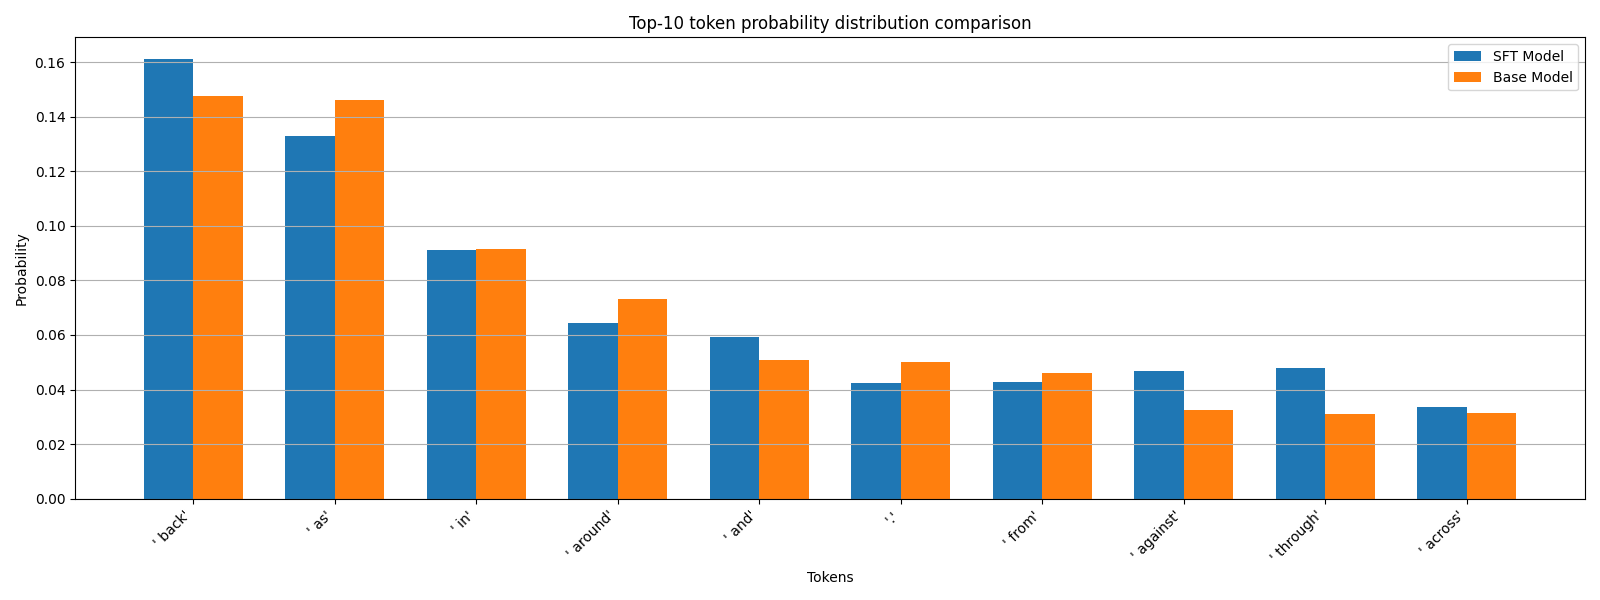 Top-10 token probability distribution comparison
SFT Model
Base Model
Probability
0.16
0.14
0.12
0.10
0.08
0.06
0.04
0.02
0.00
' back'
' as'
' in'
' around'
' and'
'.'
' from'
' against'
' through'
' across'
Tokens